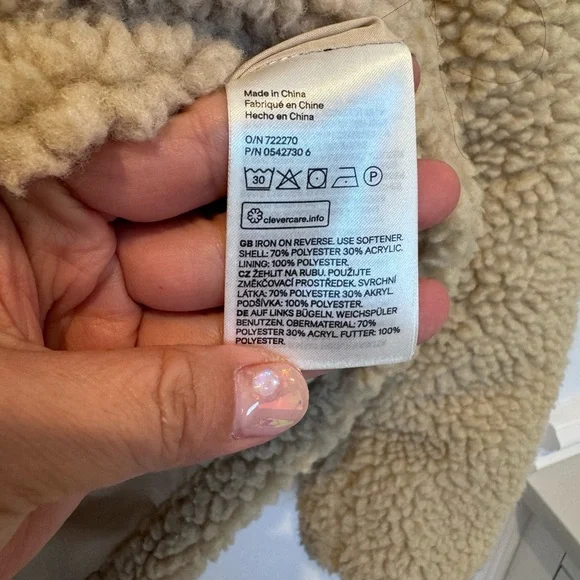 Made in China
Fabriqué en Chine
Hecho en China
O/N 722270
P/N 0542730 6
30 P
clevercare.info
GB IRON ON REVERSE. USE SOFTENER.
SHELL: 70% POLYESTER 30% ACRYLIC.
LINING: 100% POLYESTER.
CZ ŽEHLIT NA RUBU. POUŽIJTE
ZMĚKČOVACÍ PROSTŘEDEK. SVRCHNÍ
LÁTKA: 70% POLYESTER 30% AKRYL.
PODŠÍVKA: 100% POLYESTER.
DE AUF LINKS BÜGELN. WEICHSPÜLER
BENUTZEN. OBERMATERIAL: 70%
POLYESTER 30% ACRYL. FUTTER: 100%
POLYESTER.